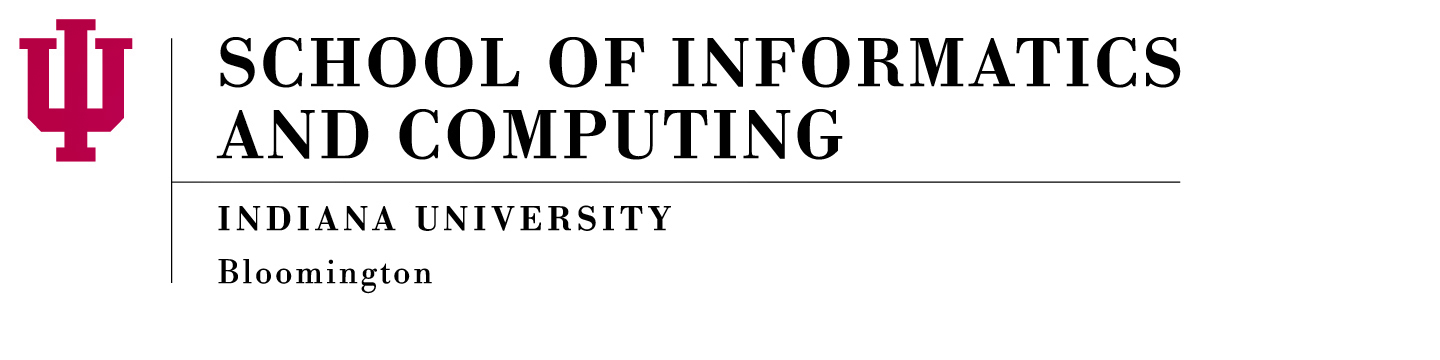 SCHOOL OF INFORMATICS
AND COMPUTING
INDIANA UNIVERSITY
Bloomington